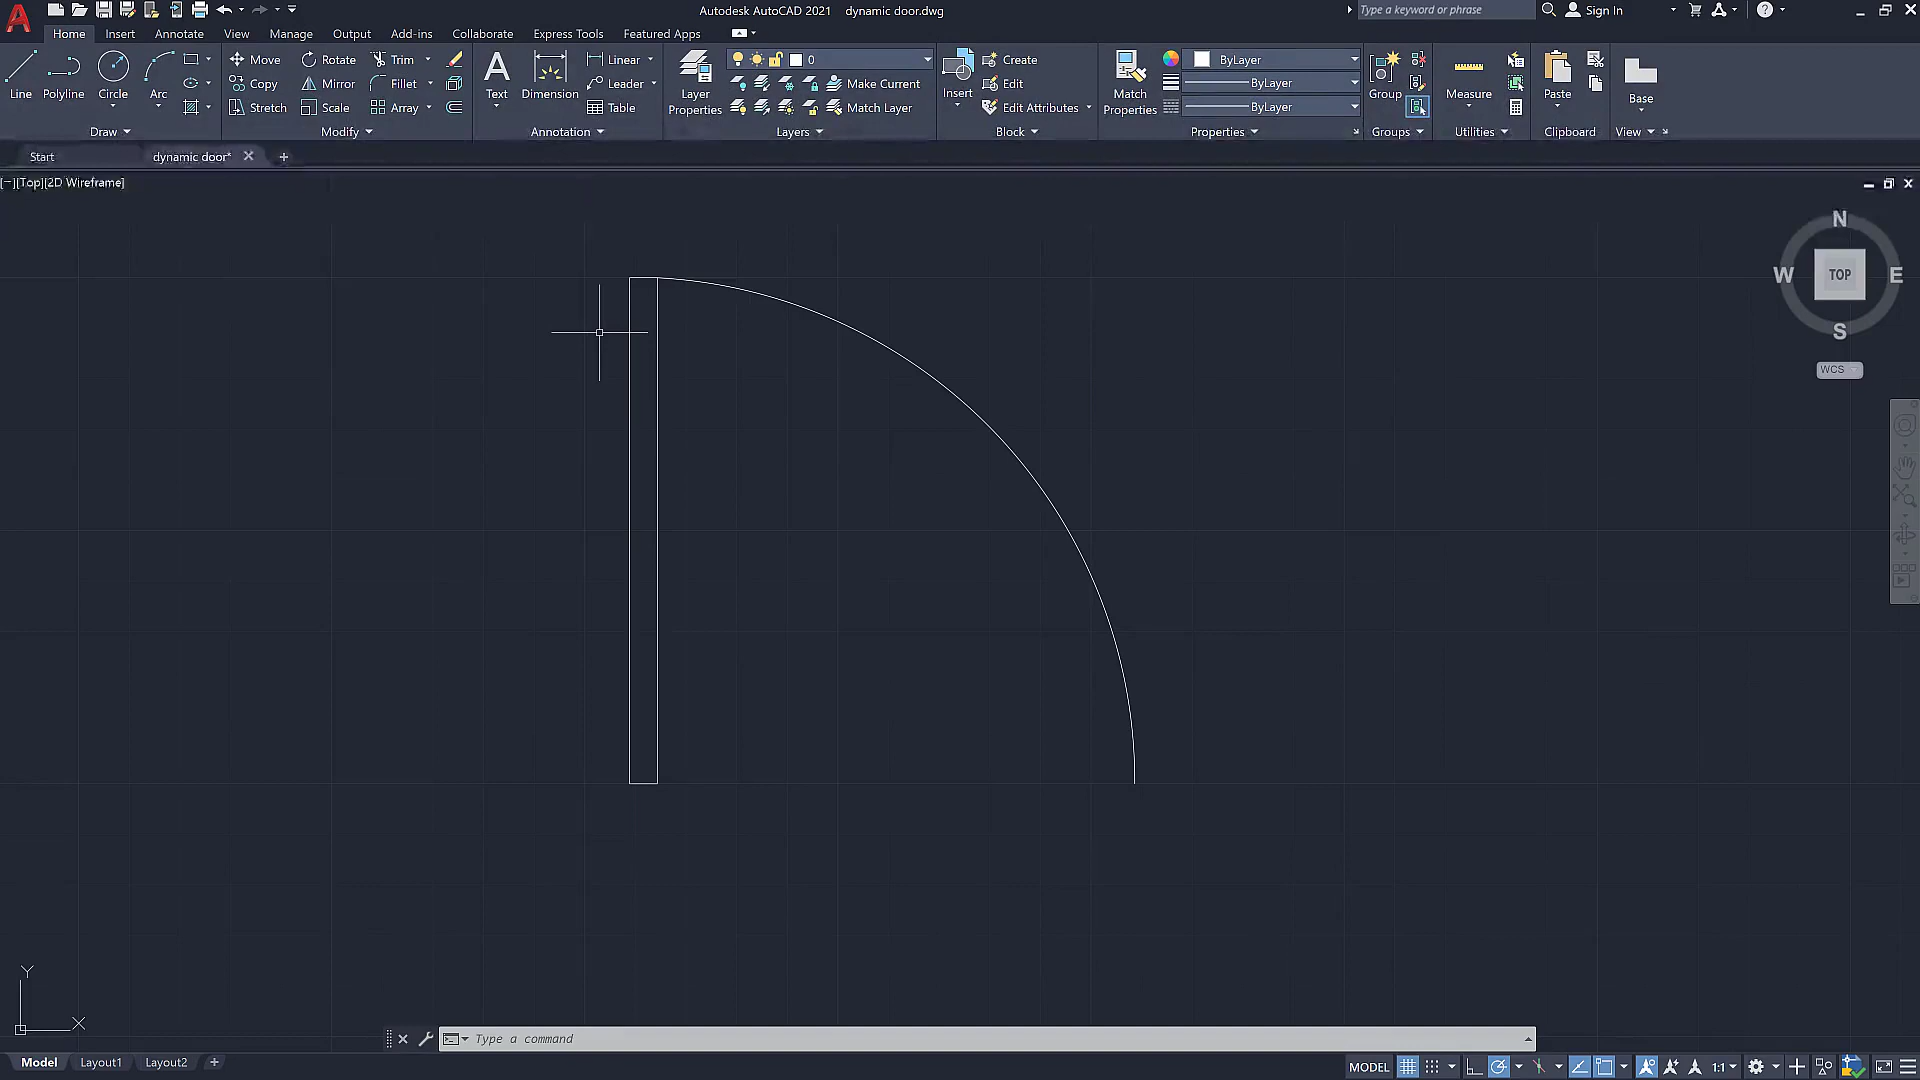 Autodesk AutoCAD 2021 dynamic door.dwg
Type a keyword or phrase
Sign In
Home Insert Annotate View Manage Output Add-ins Collaborate Express Tools Featured Apps
Line Polyline Circle Arc
Move Rotate Trim
Copy Mirror Fillet
Stretch Scale Array
Text Dimension
Linear
Leader
Table
Layer Properties
0
Make Current
Match Layer
Insert
Create
Edit
Edit Attributes
Match Properties
ByLayer
ByLayer
ByLayer
Group
Measure
Paste
Base
Draw Modify Annotation Layers Block Properties Groups Utilities Clipboard View
Start dynamic door*
[−][Top][2D Wireframe]
N
W TOP E
S
WCS
Y
X
Type a command
Model Layout1 Layout2
MODEL 1:1